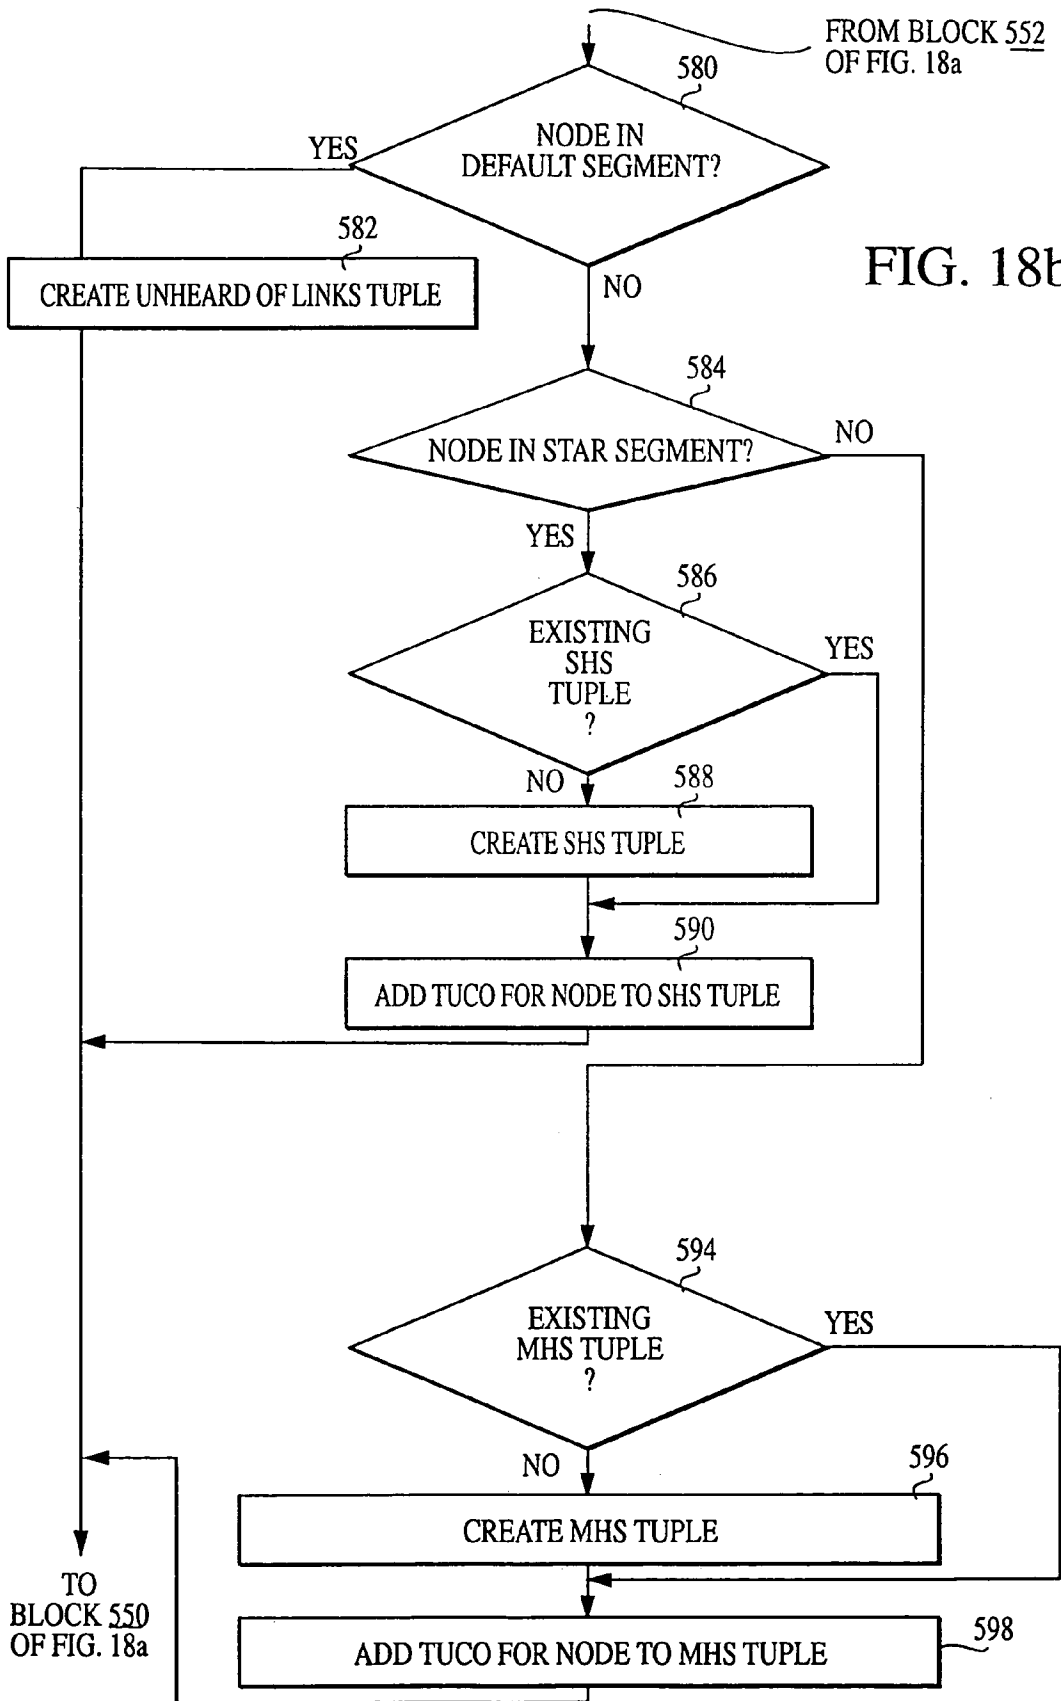 FROM BLOCK 552
OF FIG. 18a
580
NODE IN
DEFAULT SEGMENT?
YES
NO
582
CREATE UNHEARD OF LINKS TUPLE
FIG. 18b
584
NODE IN STAR SEGMENT?
NO
YES
586
EXISTING
SHS
TUPLE
?
YES
NO
588
CREATE SHS TUPLE
590
ADD TUCO FOR NODE TO SHS TUPLE
594
EXISTING
MHS TUPLE
?
YES
NO
596
CREATE MHS TUPLE
TO
BLOCK 550
OF FIG. 18a
598
ADD TUCO FOR NODE TO MHS TUPLE